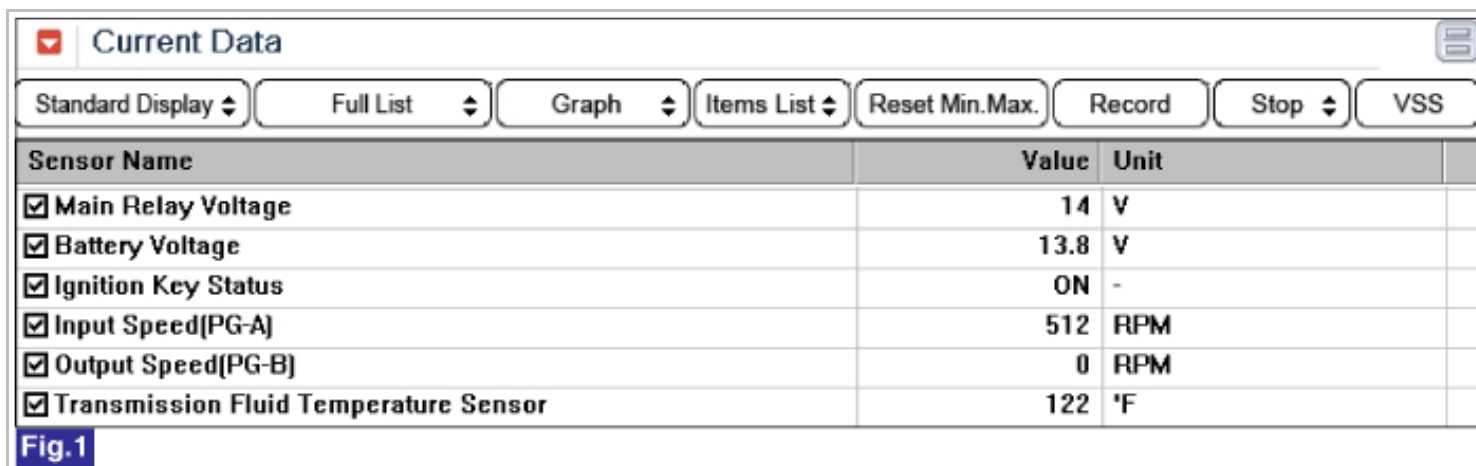 Current Data
Standard Display Full List Graph Items List Reset Min.Max. Record Stop VSS
Sensor Name Value Unit
Main Relay Voltage 14 V
Battery Voltage 13.8 V
Ignition Key Status ON -
Input Speed(PG-A) 512 RPM
Output Speed(PG-B) 0 RPM
Transmission Fluid Temperature Sensor 122 'F
Fig.1